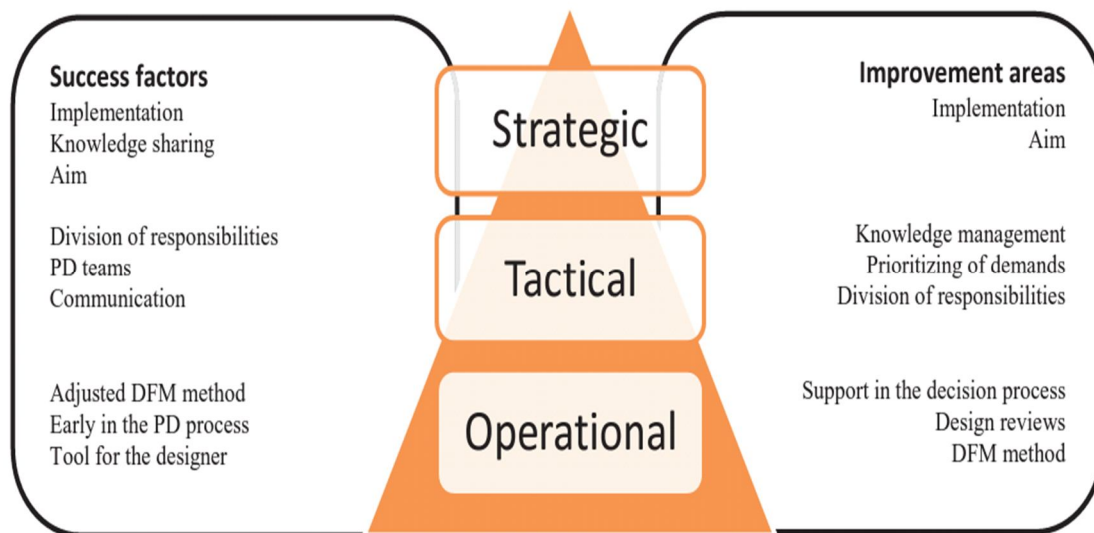 Success factors
Implementation
Knowledge sharing
Aim
Division of responsibilities
PD teams
Communication
Adjusted DFM method
Early in the PD process
Tool for the designer
Strategic
Tactical
Operational
Improvement areas
Implementation
Aim
Knowledge management
Prioritizing of demands
Division of responsibilities
Support in the decision process
Design reviews
DFM method